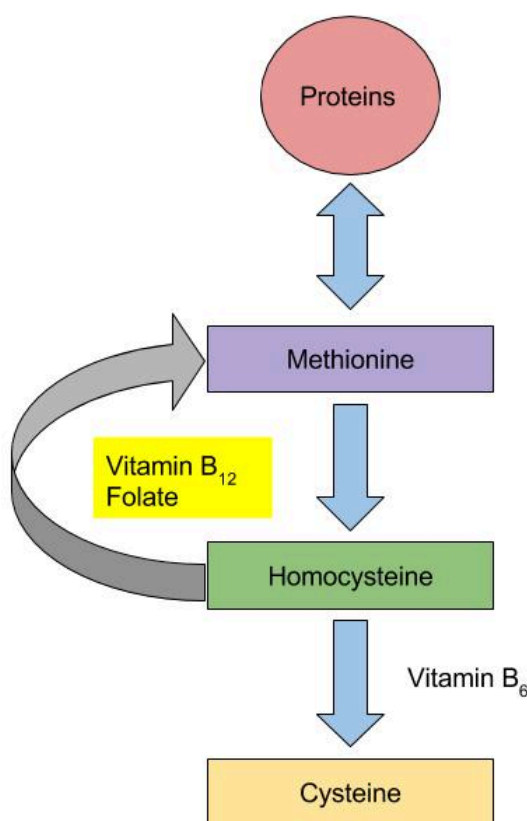 Proteins
Methionine
Vitamin B₁₂
Folate
Homocysteine
Vitamin B₆
Cysteine